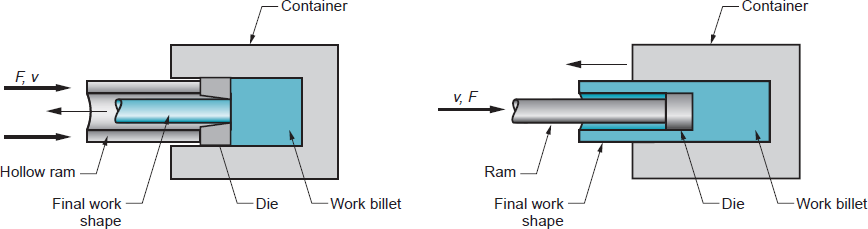 Container
F, v
Hollow ram
Final work
shape
Die
Work billet
Container
v, F
Ram
Final work
shape
Die
Work billet